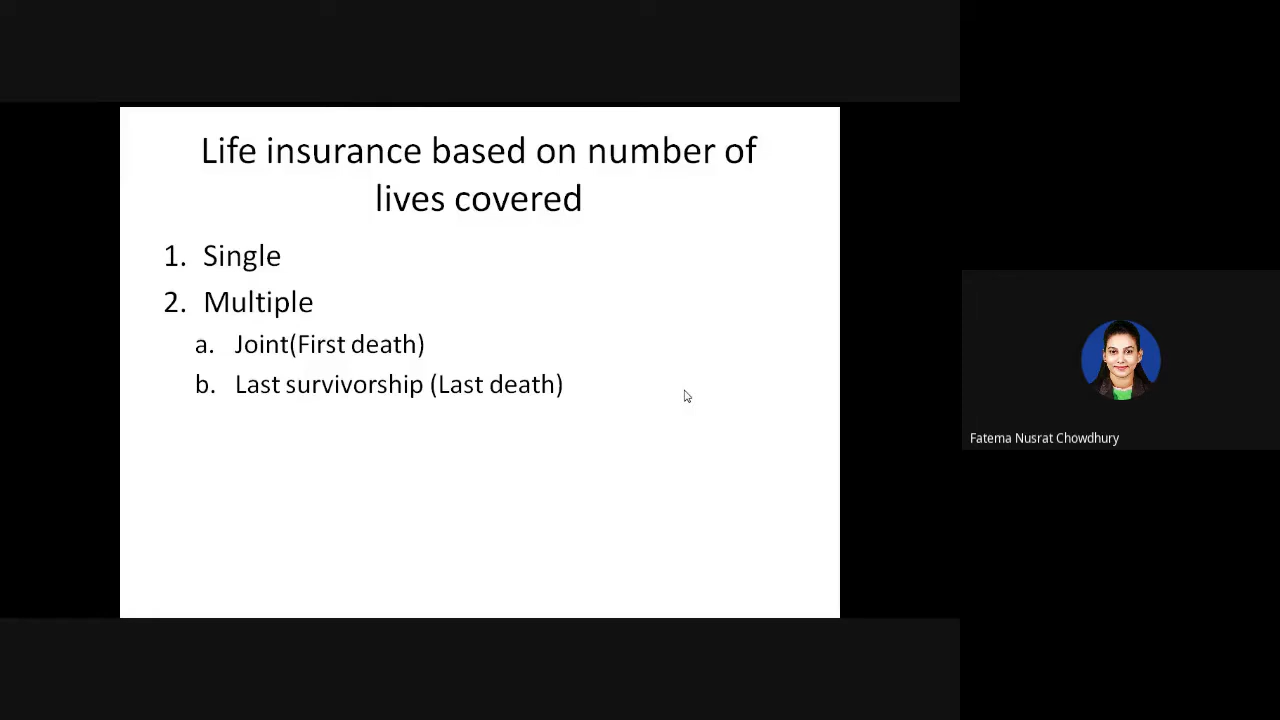 Life insurance based on number of
lives covered
1. Single
2. Multiple
a. Joint(First death)
b. Last survivorship (Last death)
Fatema Nusrat Chowdhury